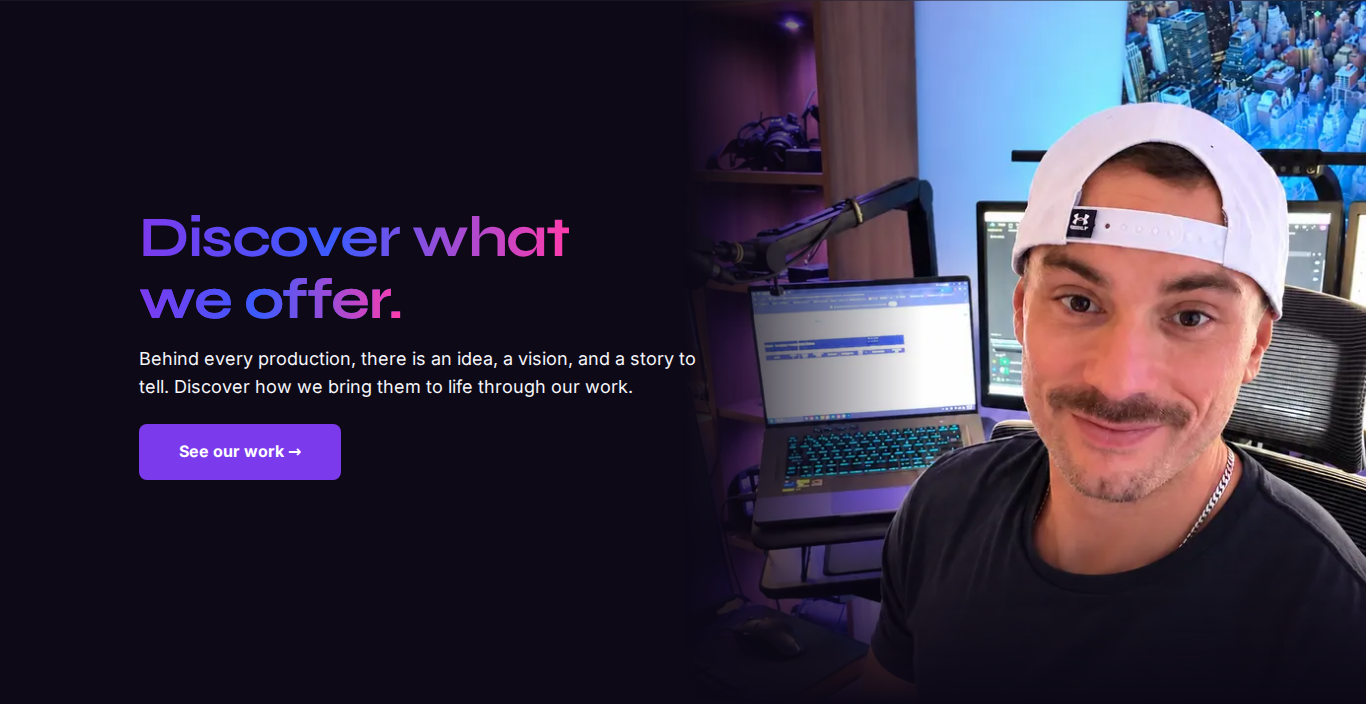 Discover what
we offer.
Behind every production, there is an idea, a vision, and a story to
tell. Discover how we bring them to life through our work.
See our work →